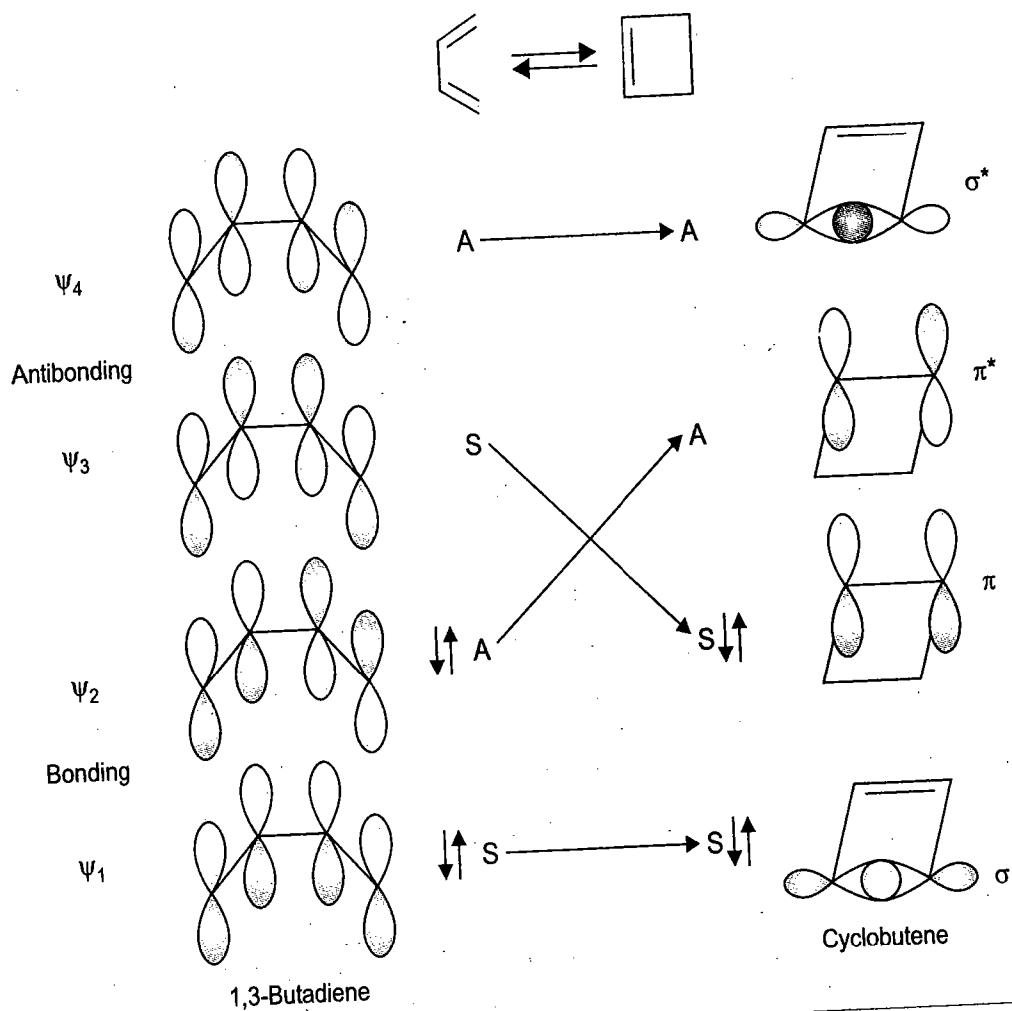 σ*
A A
ψ₄
π*
Antibonding
S A
ψ₃
π
↓↑ A S ↓↑
ψ₂
Bonding
↓↑ S S ↓↑
ψ₁
σ
Cyclobutene
1,3-Butadiene